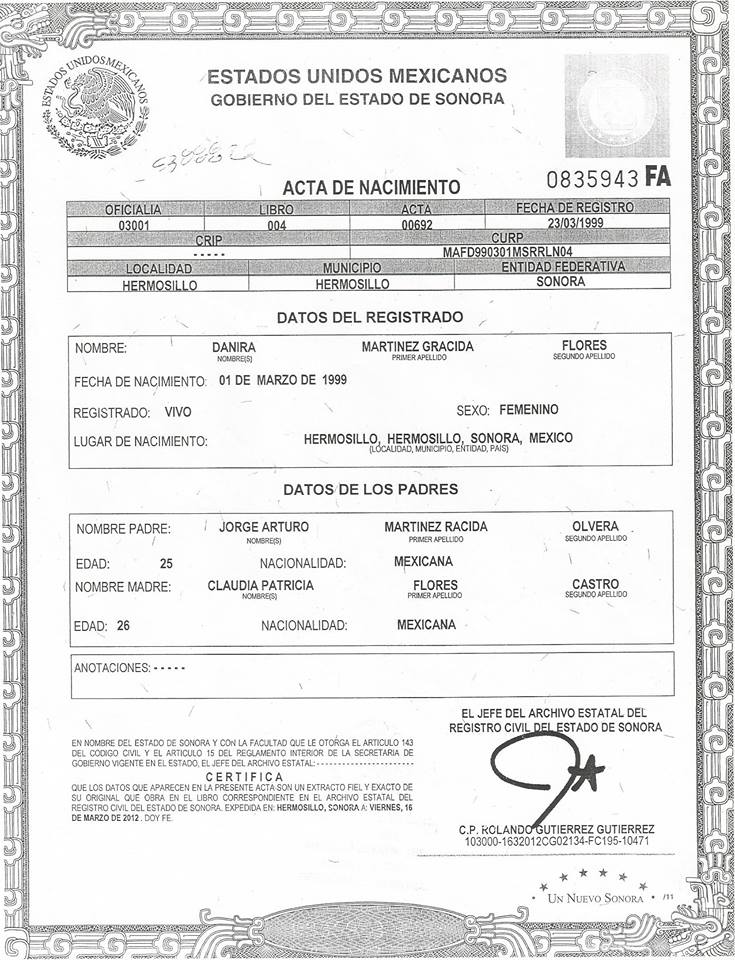 ESTADOS UNIDOS MEXICANOS
ESTADOS UNIDOS MEXICANOS
GOBIERNO DEL ESTADO DE SONORA
ACTA DE NACIMIENTO
0835943 FA
OFICIALIA LIBRO ACTA FECHA DE REGISTRO
03001 004 00692 23/03/1999
CRIP CURP
----- MAFD990301MSRRLN04
LOCALIDAD MUNICIPIO ENTIDAD FEDERATIVA
HERMOSILLO HERMOSILLO SONORA
DATOS DEL REGISTRADO
NOMBRE: DANIRA MARTINEZ GRACIDA FLORES
NOMBRE(S) PRIMER APELLIDO SEGUNDO APELLIDO
FECHA DE NACIMIENTO: 01 DE MARZO DE 1999
REGISTRADO: VIVO SEXO: FEMENINO
LUGAR DE NACIMIENTO: HERMOSILLO, HERMOSILLO, SONORA, MEXICO
(LOCALIDAD, MUNICIPIO, ENTIDAD, PAIS)
DATOS DE LOS PADRES
NOMBRE PADRE: JORGE ARTURO MARTINEZ RACIDA OLVERA
NOMBRE(S) PRIMER APELLIDO SEGUNDO APELLIDO
EDAD: 25 NACIONALIDAD: MEXICANA
NOMBRE MADRE: CLAUDIA PATRICIA FLORES CASTRO
NOMBRE(S) PRIMER APELLIDO SEGUNDO APELLIDO
EDAD: 26 NACIONALIDAD: MEXICANA
ANOTACIONES: -----
EL JEFE DEL ARCHIVO ESTATAL DEL
REGISTRO CIVIL DEL ESTADO DE SONORA
EN NOMBRE DEL ESTADO DE SONORA Y CON LA FACULTAD QUE LE OTORGA EL ARTICULO 143
DEL CODIGO CIVIL Y EL ARTICULO 15 DEL REGLAMENTO INTERIOR DE LA SECRETARIA DE
GOBIERNO VIGENTE EN EL ESTADO, EL JEFE DEL ARCHIVO ESTATAL:-----------------------
CERTIFICA
QUE LOS DATOS QUE APARECEN EN LA PRESENTE ACTA SON UN EXTRACTO FIEL Y EXACTO DE
SU ORIGINAL QUE OBRA EN EL LIBRO CORRESPONDIENTE EN EL ARCHIVO ESTATAL DEL
REGISTRO CIVIL DEL ESTADO DE SONORA. EXPEDIDA EN: HERMOSILLO, SONORA A: VIERNES, 16
DE MARZO DE 2012 . DOY FE.
C.P. ROLANDO GUTIERREZ GUTIERREZ
103000-1632012CG02134-FC195-10471
UN NUEVO SONORA
/11